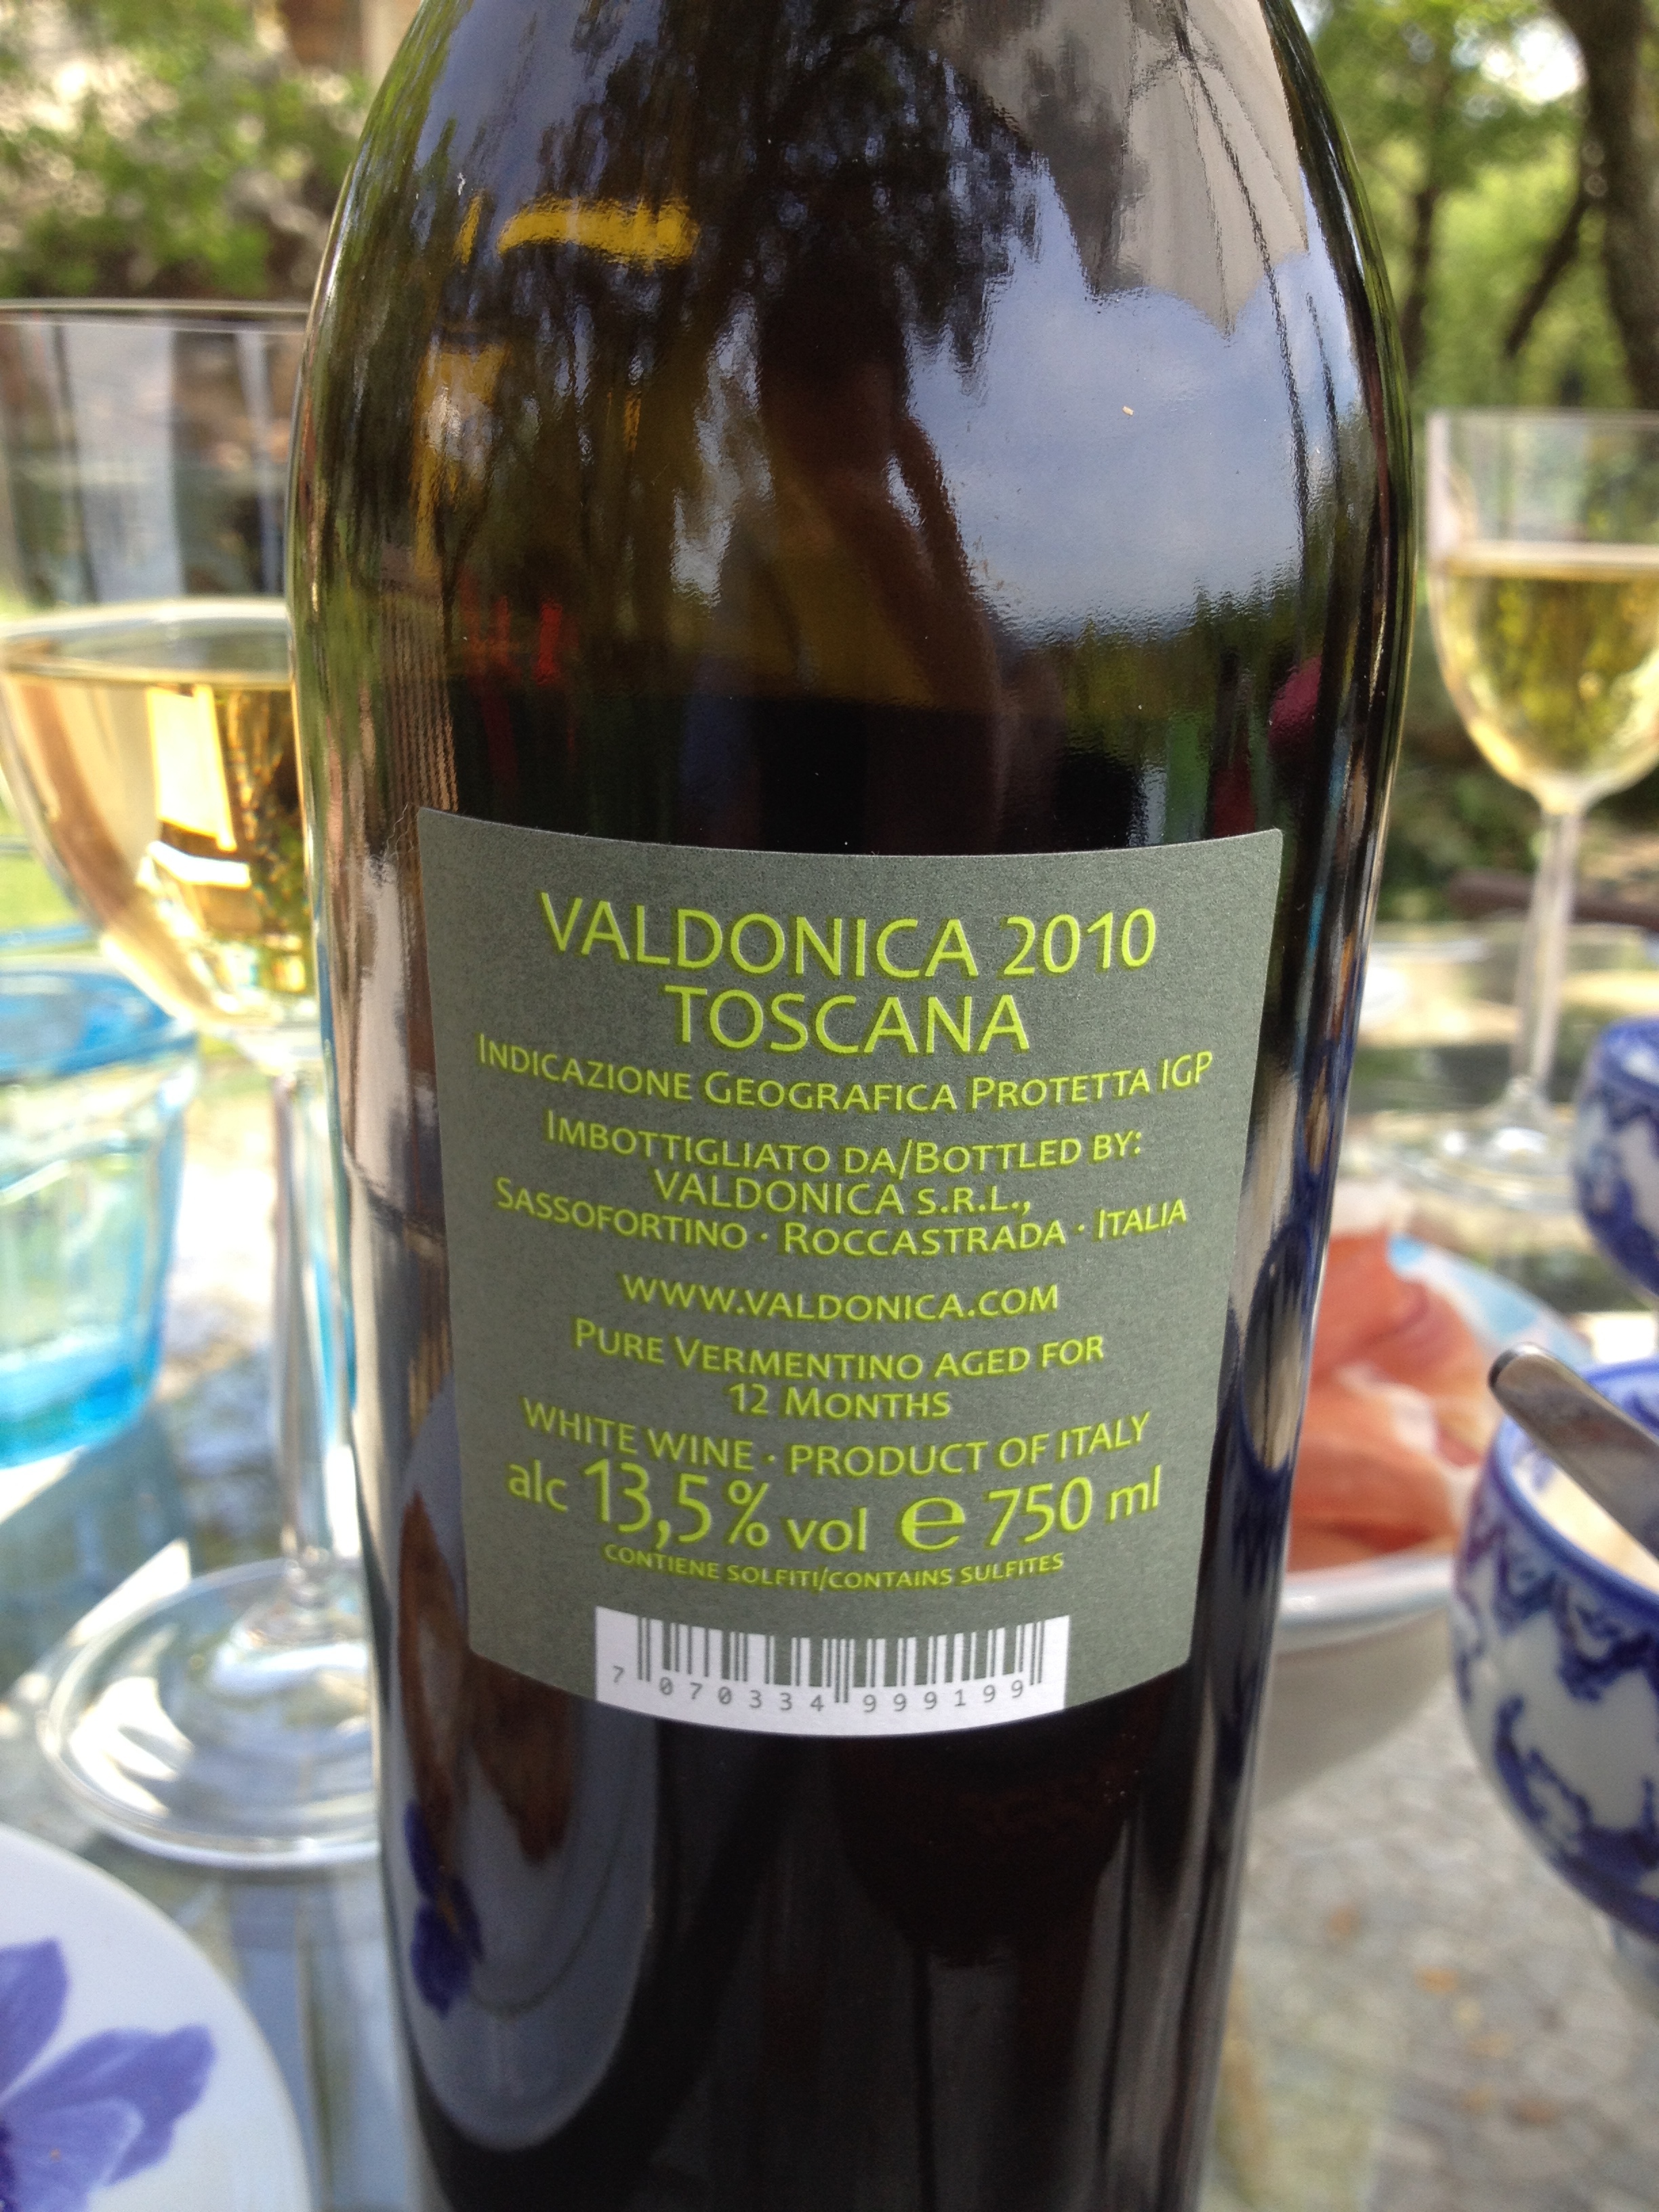 VALDONICA 2010
TOSCANA
INDICAZIONE GEOGRAFICA PROTETTA IGP
IMBOTTIGLIATO DA/BOTTLED BY:
VALDONICA S.R.L.,
SASSOFORTINO · ROCCASTRADA · ITALIA
WWW.VALDONICA.COM
PURE VERMENTINO AGED FOR
12 MONTHS
WHITE WINE · PRODUCT OF ITALY
alc 13,5% vol e 750 ml
CONTIENE SOLFITI/CONTAINS SULFITES
7 070334 999199